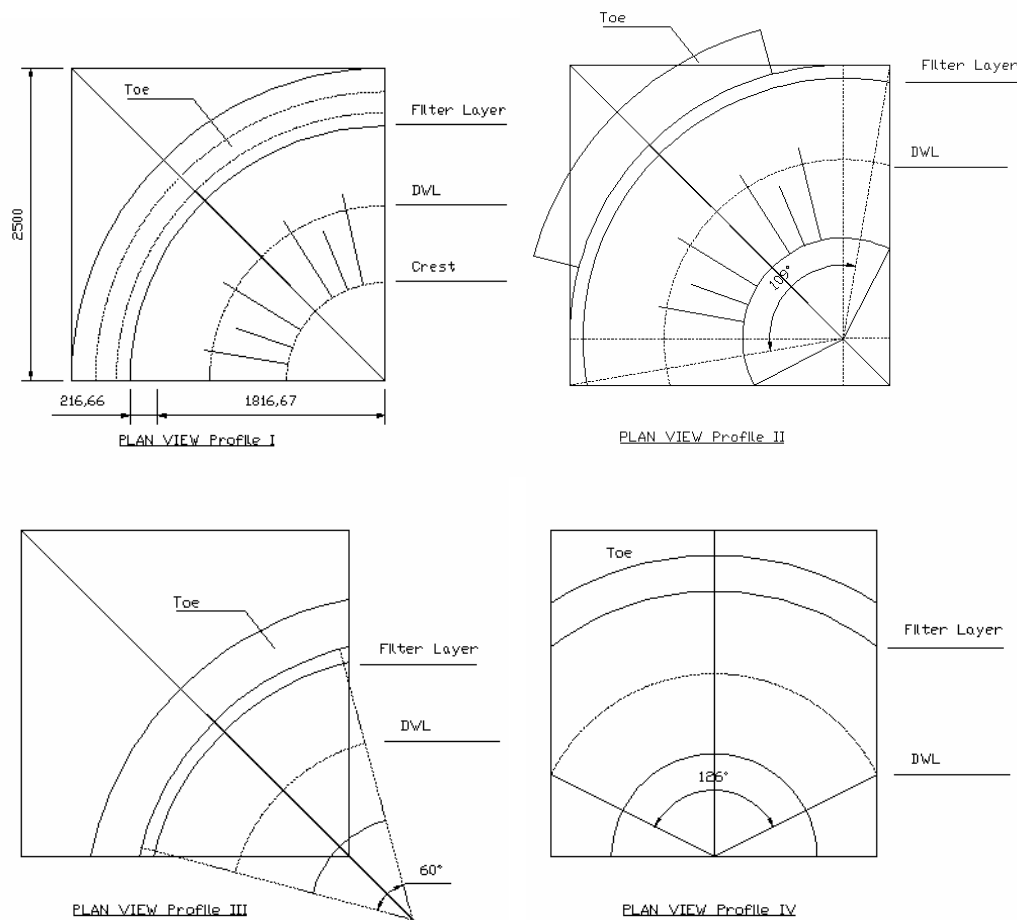 Toe
Filter Layer
DWL
Crest
2500
216,66
1816,67
PLAN VIEW Profile I
Toe
Filter Layer
DWL
109°
PLAN VIEW Profile II
Toe
Filter Layer
DWL
60°
PLAN VIEW Profile III
Toe
Filter Layer
DWL
126°
PLAN VIEW Profile IV